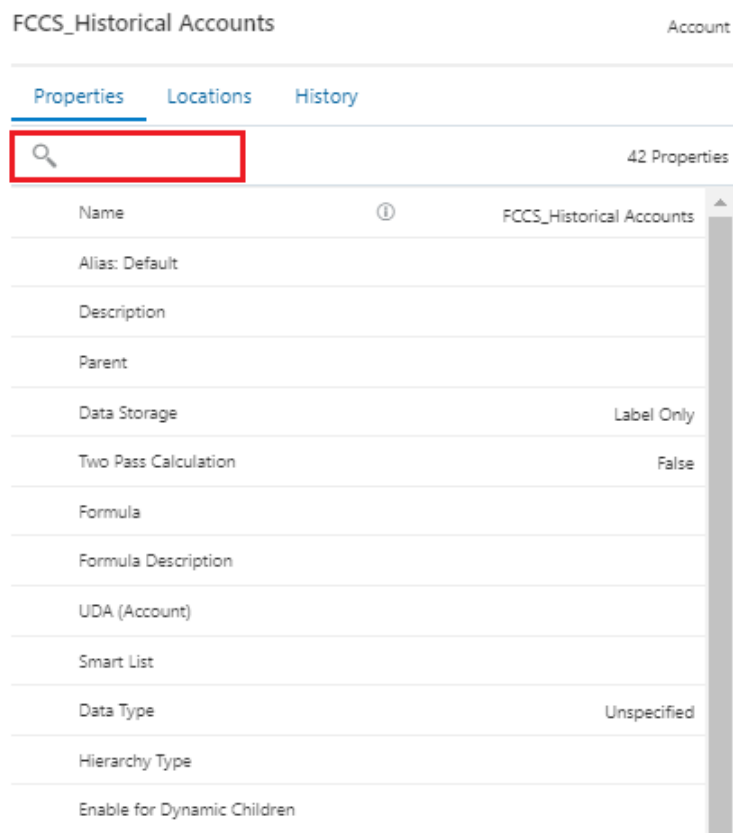 FCCS_Historical Accounts Account
Properties Locations History
42 Properties
Name FCCS_Historical Accounts
Alias: Default
Description
Parent
Data Storage Label Only
Two Pass Calculation False
Formula
Formula Description
UDA (Account)
Smart List
Data Type Unspecified
Hierarchy Type
Enable for Dynamic Children